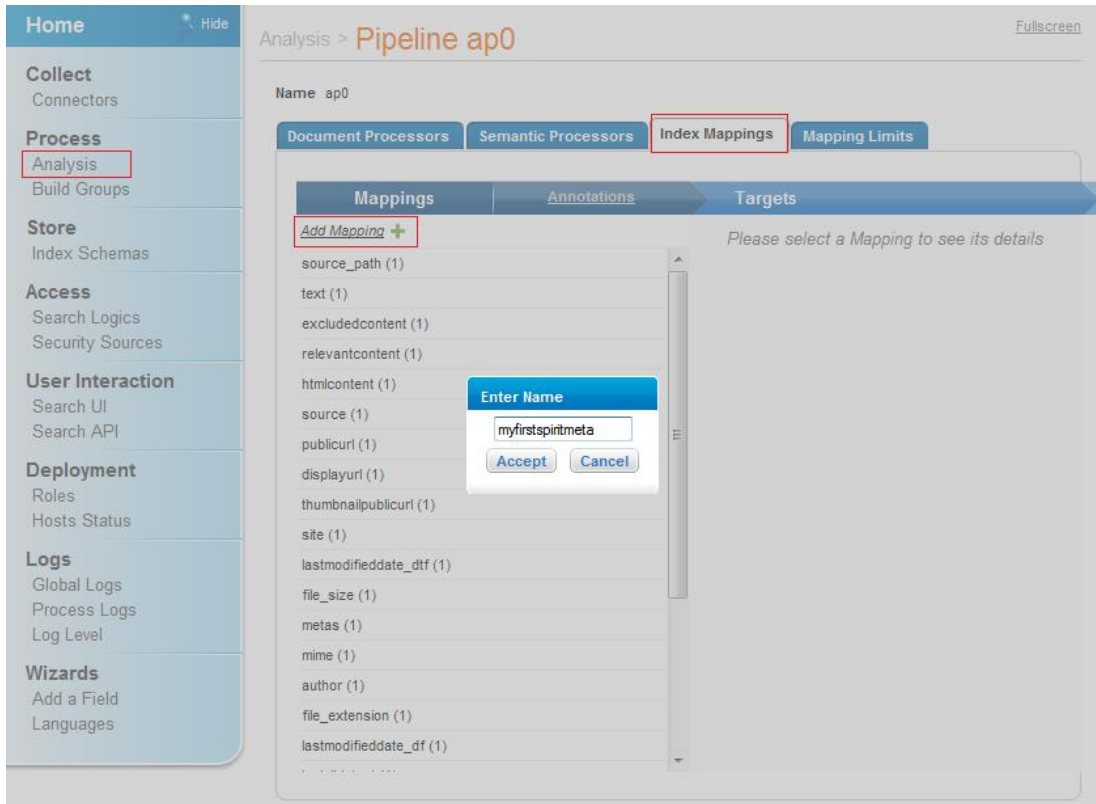 Home
Hide
Collect
Connectors
Process
Analysis
Build Groups
Store
Index Schemas
Access
Search Logics
Security Sources
User Interaction
Search UI
Search API
Deployment
Roles
Hosts Status
Logs
Global Logs
Process Logs
Log Level
Wizards
Add a Field
Languages
Analysis > Pipeline ap0
Fullscreen
Name ap0
Document Processors Semantic Processors Index Mappings Mapping Limits
Mappings Annotations Targets
Add Mapping
Please select a Mapping to see its details
source_path (1)
text (1)
excludedcontent (1)
relevantcontent (1)
htmlcontent (1)
source (1)
publicurl (1)
displayurl (1)
thumbnailpublicurl (1)
site (1)
lastmodifieddate_dtf (1)
file_size (1)
metas (1)
mime (1)
author (1)
file_extension (1)
lastmodifieddate_df (1)
Enter Name
myfirstspiritmeta
Accept Cancel